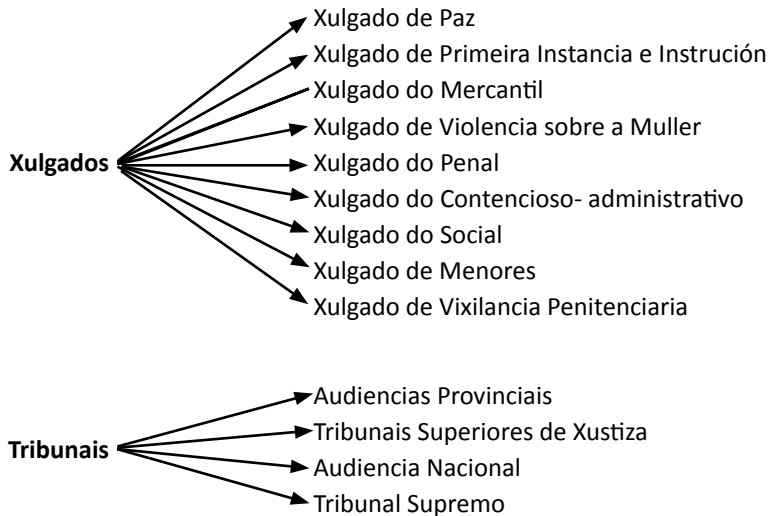 Xulgado de Paz
Xulgado de Primeira Instancia e Instrución
Xulgado do Mercantil
Xulgado de Violencia sobre a Muller
Xulgados
Xulgado do Penal
Xulgado do Contencioso- administrativo
Xulgado do Social
Xulgado de Menores
Xulgado de Vixilancia Penitenciaria
Audiencias Provinciais
Tribunais Superiores de Xustiza
Tribunais
Audiencia Nacional
Tribunal Supremo